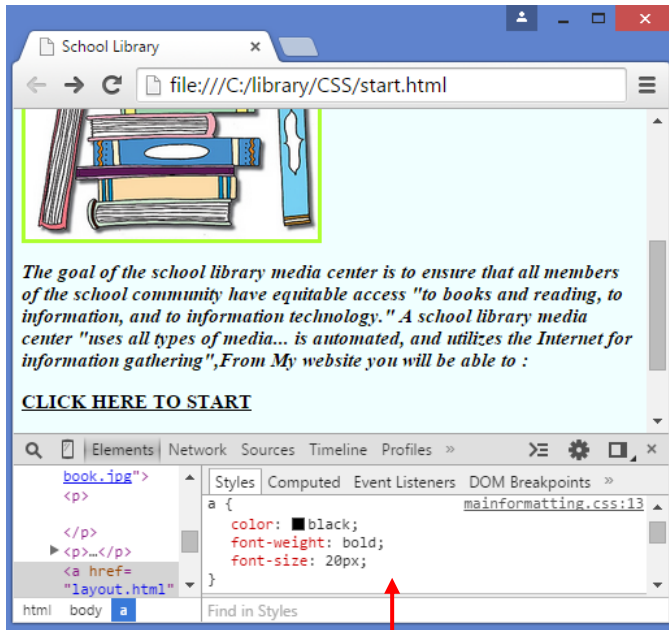 School Library
file:///C:/library/CSS/start.html
The goal of the school library media center is to ensure that all members
of the school community have equitable access "to books and reading, to
information, and to information technology." A school library media
center "uses all types of media... is automated, and utilizes the Internet for
information gathering",From My website you will be able to :
CLICK HERE TO START
Elements Network Sources Timeline Profiles »
book.jpg">
<p>
</p>
<p>…</p>
<a href=
"layout.html"
html body a
Styles Computed Event Listeners DOM Breakpoints »
a { mainformatting.css:13
color: black;
font-weight: bold;
font-size: 20px;
}
Find in Styles